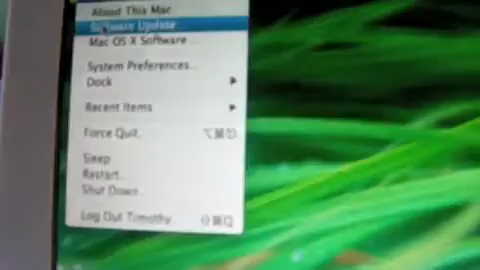 About This Mac
Software Update...
Mac OS X Software ...
System Preferences...
Dock
Recent Items
Force Quit. ⌥⌘⎋
Sleep
Restart.
Shut Down.
Log Out Timothy ⇧⌘Q